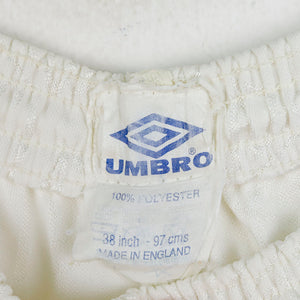 UMBRO
100% POLYESTER
38 inch - 97 cms
MADE IN ENGLAND